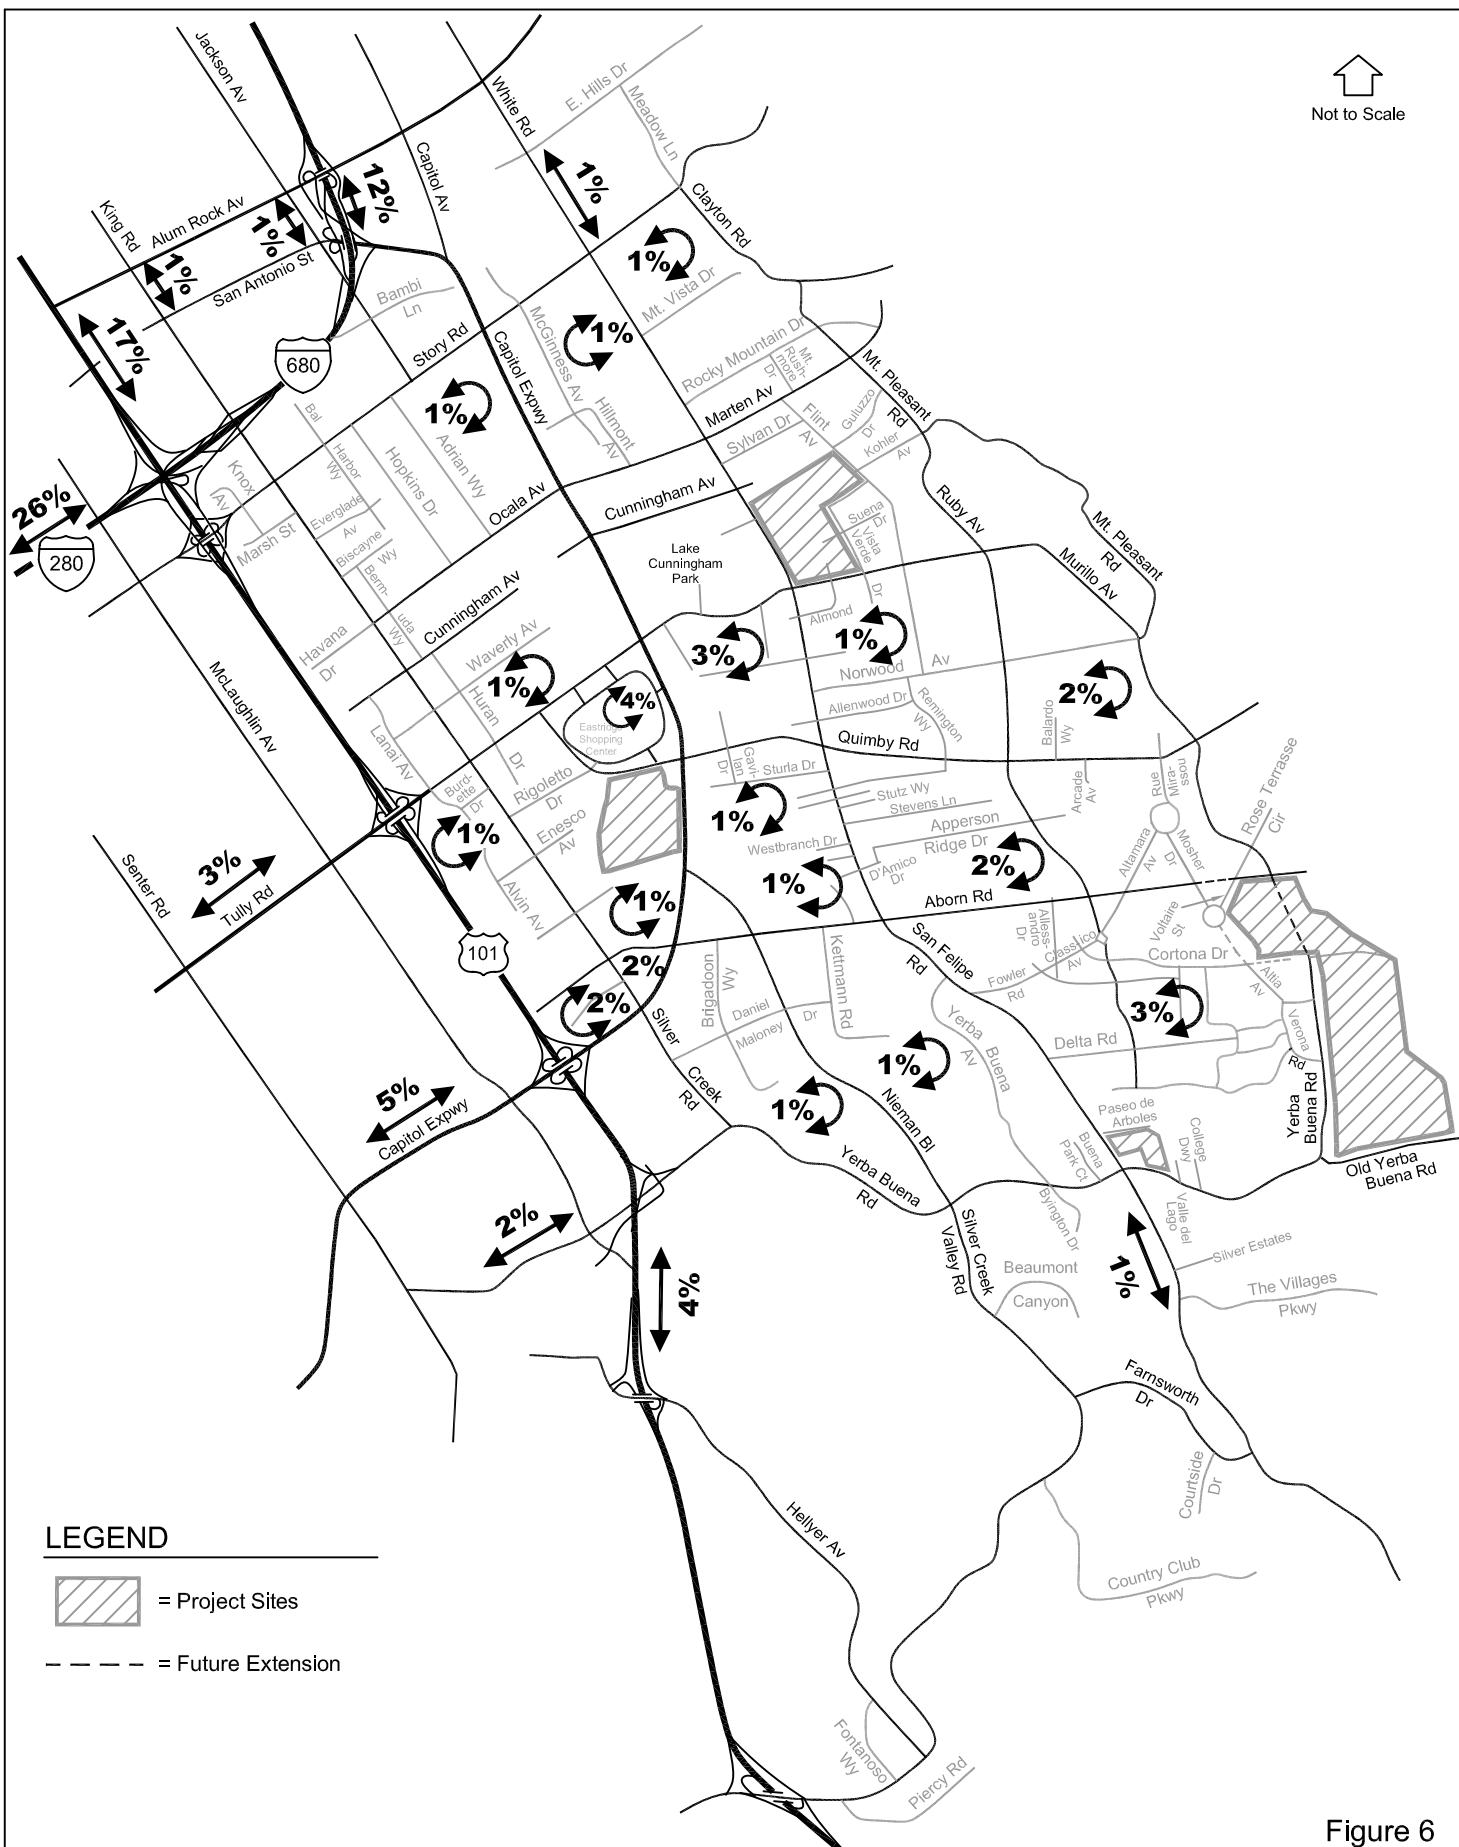 Jackson Av
White Rd
E. Hills Dr
Meadow Ln
Not to Scale
Capitol Av
12%
1%
King Rd
Alum Rock Av
1%
1%
San Antonio St
Clayton Rd
1%
Mt. Vista Dr
Bambi
Ln
17%
680
Story Rd
Capitol Expwy
McGinness Av
1%
Rocky Mountain Dr
Mt.
Rush-
more
Dr
Mt. Pleasant
Rd
1%
Hillmont
Av
Marten Av
Sylvan Dr
Flint
Av
Guluzzo
Dr
Kohler
Av
Bal
Harbor
Wy
Hopkins Dr
Adrian Wy
Knox
Av
Marsh St
Everglade
Av
Biscayne
Wy
Berm-
uda
Wy
Ocala Av
Cunningham Av
26%
280
Ruby Av
Mt. Pleasant
Rd
Murillo Av
Suena
Dr
Vista
Verde
Dr
Lake
Cunningham
Park
Cunningham Av
Havana
Dr
Waverly Av
McLaughlin Av
Almond
3%
1%
Norwood
Av
1%
Huran
Dr
4%
Eastridge
Shopping
Center
2%
Allenwood Dr
Remington
Wy
Balardo
Wy
Quimby Rd
Lanai Av
Burd-
ette
Dr
Rigoletto
Dr
Gavi-
lan
Dr
Sturla Dr
Stutz Wy
Stevens Ln
Arcade
Av
Rue
Mira-
noss
Rose Terrasse
Cir
Enesco
Av
1%
1%
Apperson
Ridge Dr
Westbranch Dr
D'Amico
Dr
2%
Altamara
Av
Mosher
Dr
Senter Rd
3%
Tully Rd
Alvin Av
1%
1%
Aborn Rd
101
Voltaire
St
Aless-
andro
Dr
Classico
Av
San Felipe
Rd
Fowler
Rd
Cortona Dr
Altia
Av
2%
2%
Brigadoon
Wy
Kettmann Rd
Daniel
Maloney
Dr
3%
Verona
Rd
Delta Rd
Silver
Creek
Rd
Yerba
Buena
Av
1%
1%
Nieman Bl
5%
Capitol Expwy
Paseo de
Arboles
College
Dwy
Yerba
Buena Rd
Old Yerba
Buena Rd
Buena
Park Ct
Yerba Buena
Rd
Byington Dr
Valle del
Lago
2%
Silver Creek
Valley Rd
Silver Estates
4%
Beaumont
Canyon
1%
The Villages
Pkwy
Farnsworth
Dr
Courtside
Dr
Hellyer Av
LEGEND
= Project Sites
= Future Extension
Country Club
Pkwy
Fontanoso
Wy
Piercy Rd
Figure 6